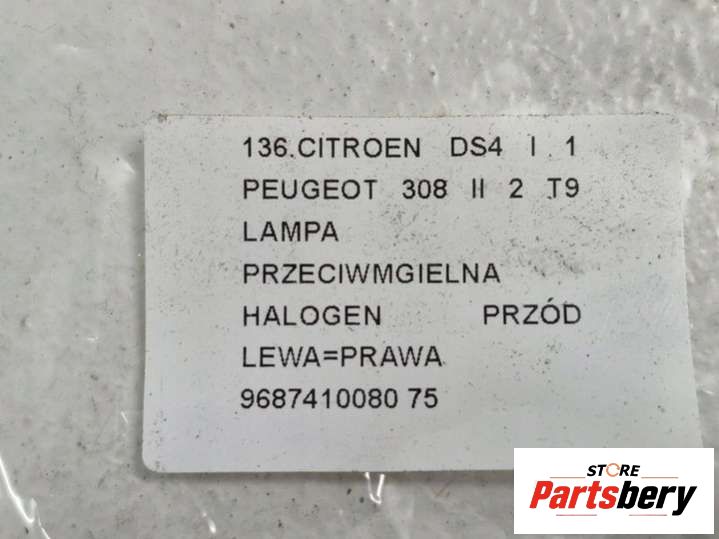 136.CITROEN DS4 I 1
PEUGEOT 308 II 2 T9
LAMPA
PRZECIWMGIELNA
HALOGEN PRZÓD
LEWA=PRAWA
9687410080 75
STORE
Partsbery